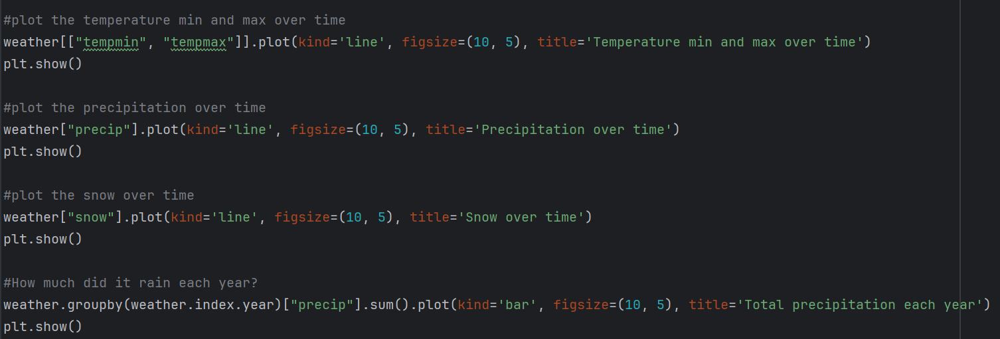 #plot the temperature min and max over time
weather[["tempmin", "tempmax"]].plot(kind='line', figsize=(10, 5), title='Temperature min and max over time')
plt.show()
#plot the precipitation over time
weather["precip"].plot(kind='line', figsize=(10, 5), title='Precipitation over time')
plt.show()
#plot the snow over time
weather["snow"].plot(kind='line', figsize=(10, 5), title='Snow over time')
plt.show()
#How much did it rain each year?
weather.groupby(weather.index.year)["precip"].sum().plot(kind='bar', figsize=(10, 5), title='Total precipitation each year')
plt.show()